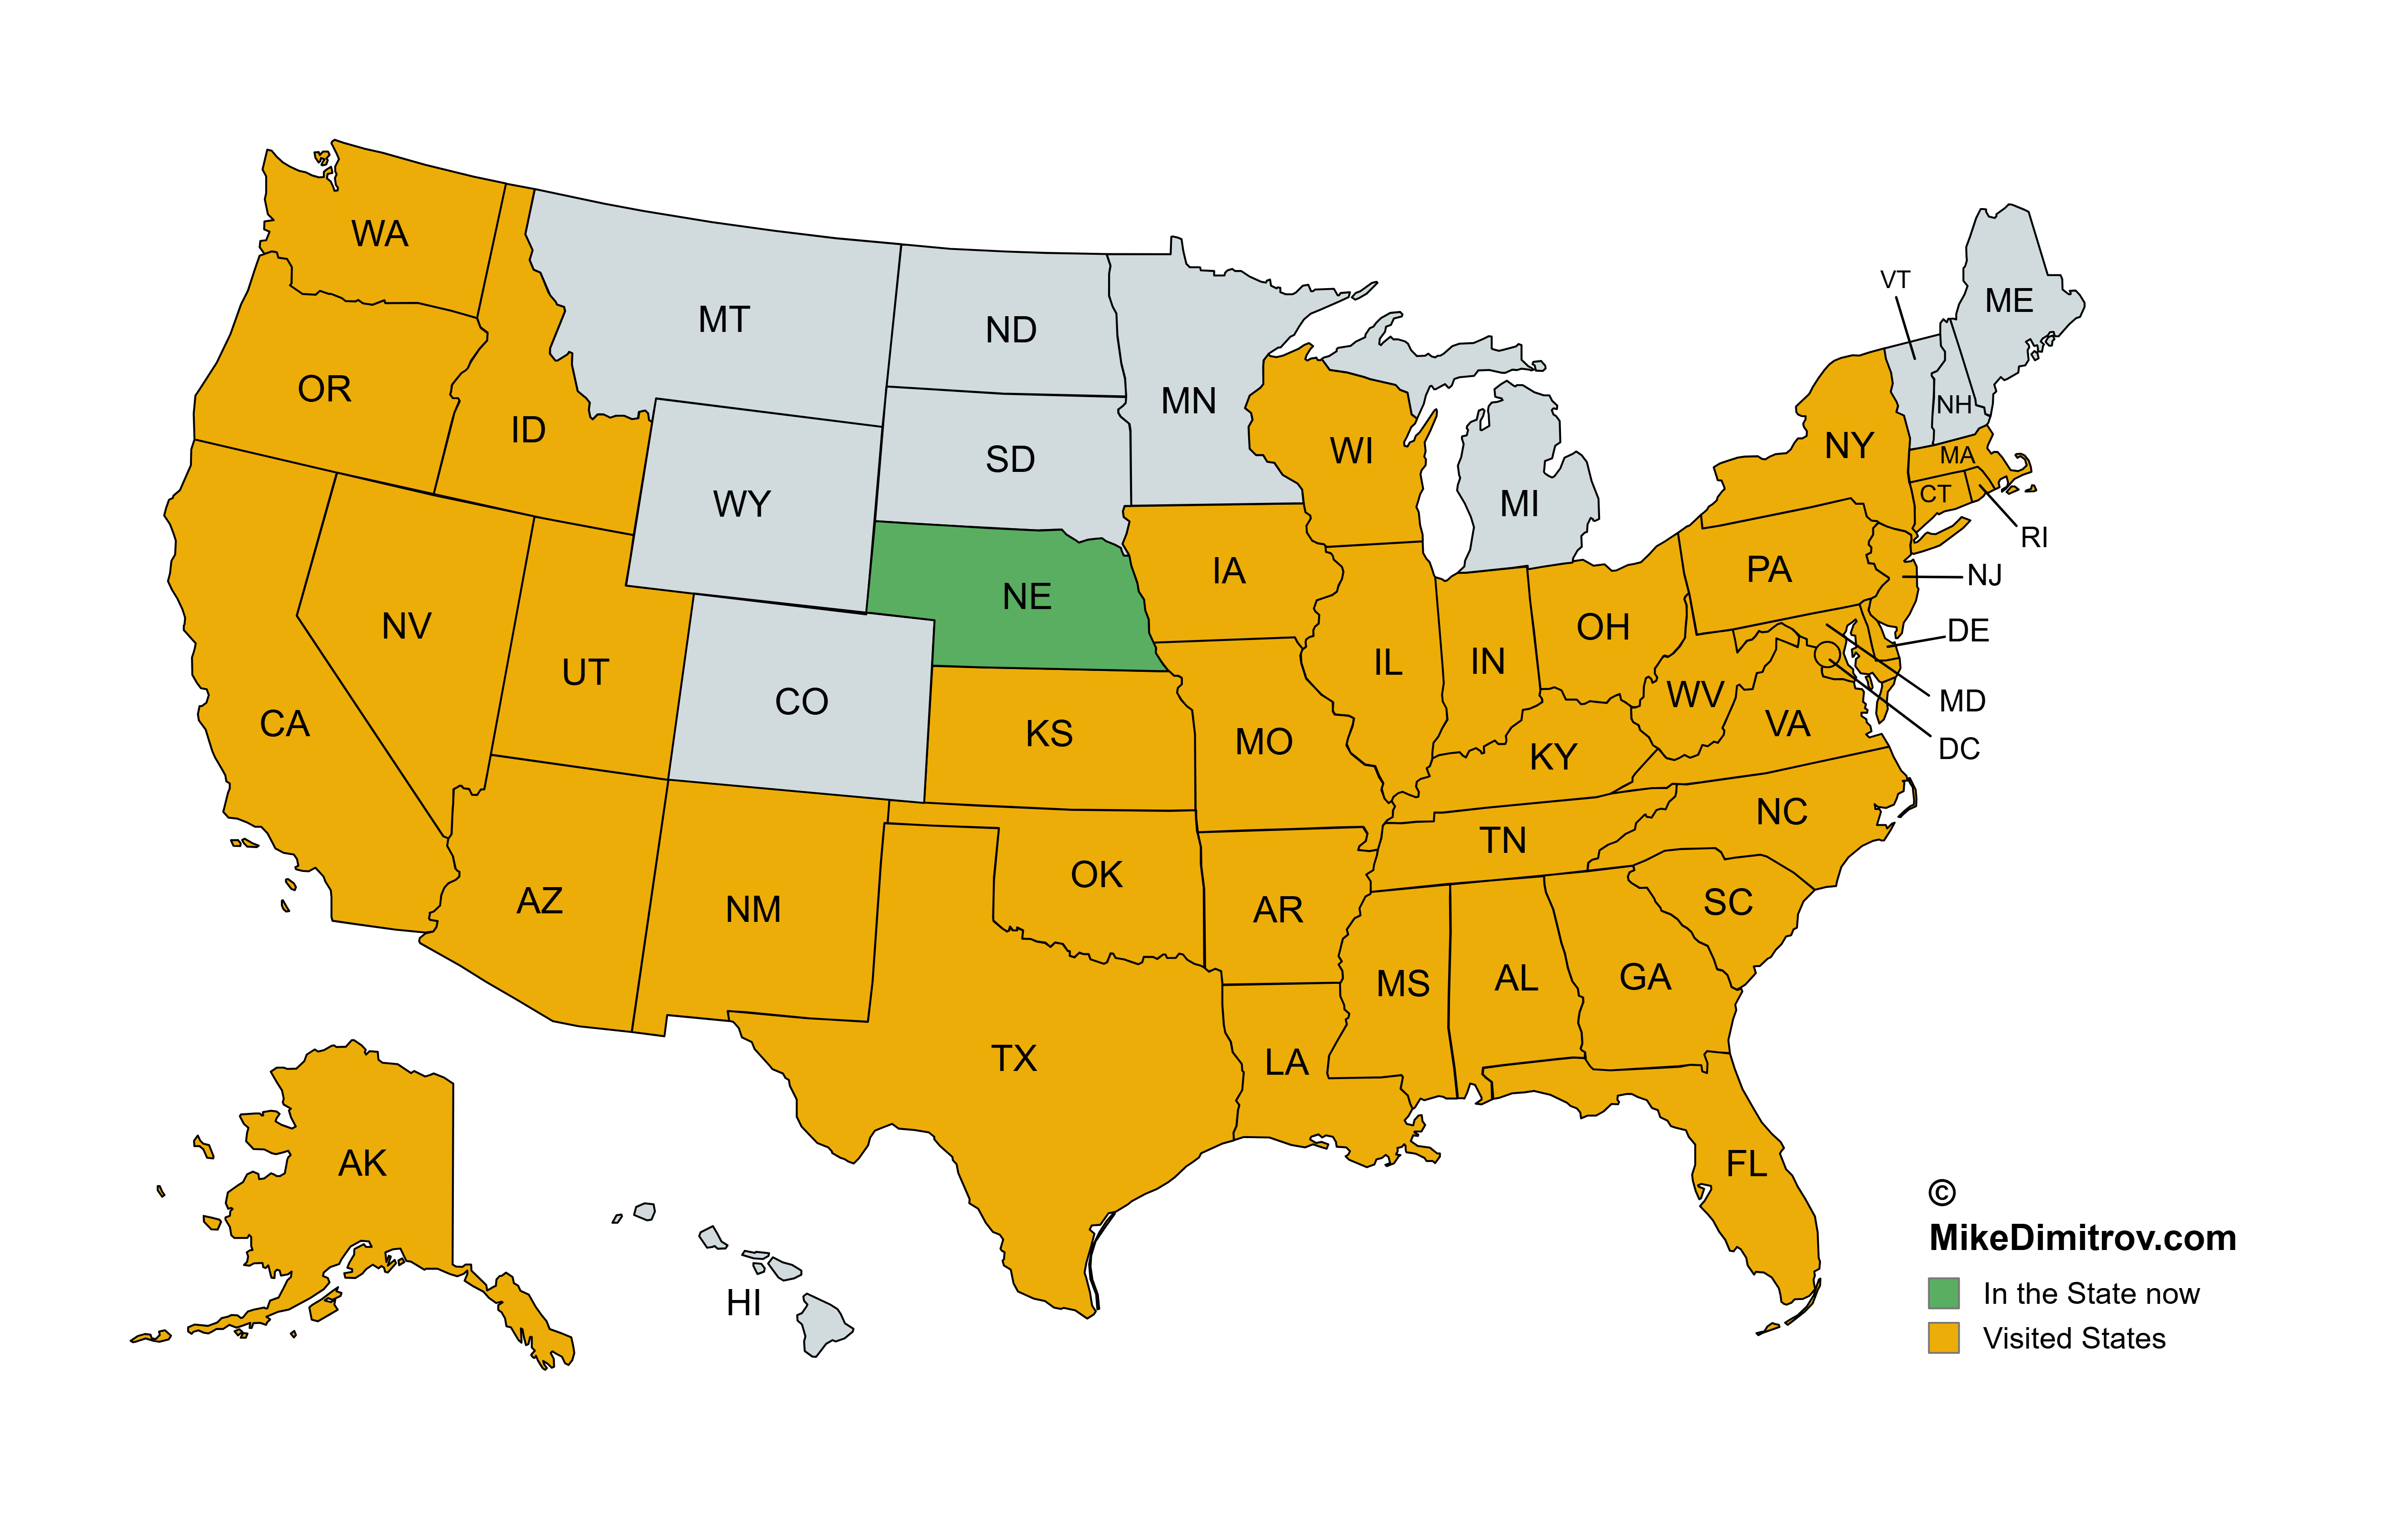 WA
OR
ID
MT
ND
MN
SD
WY
NE
IA
WI
MI
VT
ME
NH
NY
MA
CT
RI
PA
NJ
DE
MD
DC
CA
NV
UT
CO
KS
MO
IL
IN
OH
WV
VA
KY
TN
NC
SC
AZ
NM
OK
AR
MS
AL
GA
TX
LA
FL
AK
HI
©
MikeDimitrov.com
In the State now
Visited States